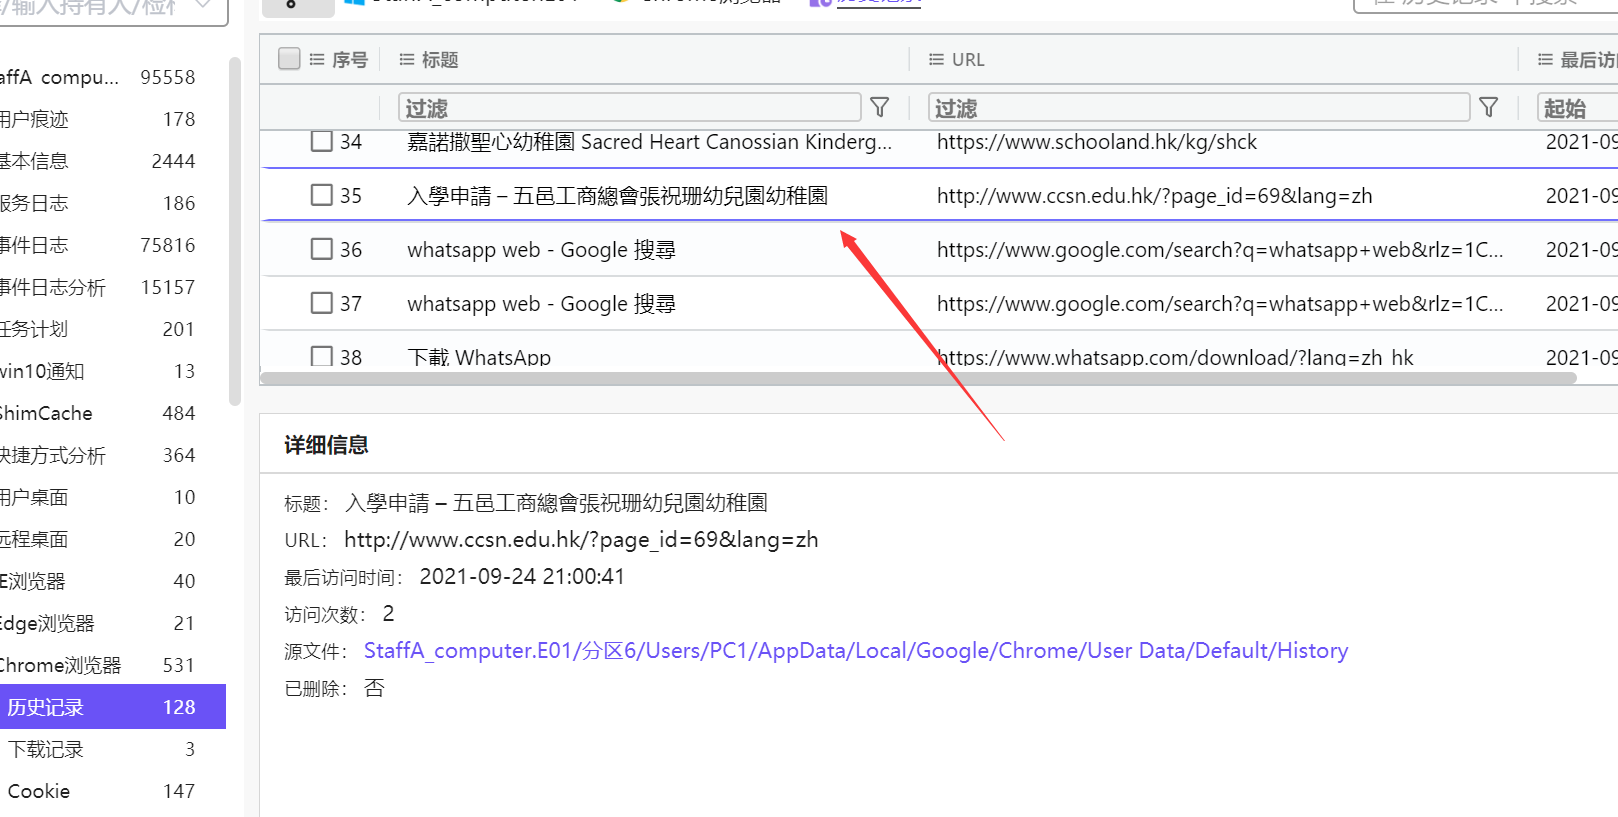 affA compu... 95558
用户痕迹 178
基本信息 2444
服务日志 186
事件日志 75816
事件日志分析 15157
任务计划 201
win10通知 13
ShimCache 484
快捷方式分析 364
用户桌面 10
远程桌面 20
IE浏览器 40
Edge浏览器 21
Chrome浏览器 531
历史记录 128
下载记录 3
Cookie 147
序号 标题 URL 最后访
过滤 过滤 起始
34 嘉諾撒聖心幼稚園 Sacred Heart Canossian Kinderg... https://www.schooland.hk/kg/shck 2021-09
35 入學申請 – 五邑工商總會張祝珊幼兒園幼稚園 http://www.ccsn.edu.hk/?page_id=69&lang=zh 2021-09
36 whatsapp web - Google 搜尋 https://www.google.com/search?q=whatsapp+web&rlz=1C... 2021-09
37 whatsapp web - Google 搜尋 https://www.google.com/search?q=whatsapp+web&rlz=1C... 2021-09
38 下載 WhatsApp https://www.whatsapp.com/download/?lang=zh_hk 2021-09
详细信息
标题： 入學申請 – 五邑工商總會張祝珊幼兒園幼稚園
URL： http://www.ccsn.edu.hk/?page_id=69&lang=zh
最后访问时间： 2021-09-24 21:00:41
访问次数： 2
源文件： StaffA_computer.E01/分区6/Users/PC1/AppData/Local/Google/Chrome/User Data/Default/History
已删除： 否